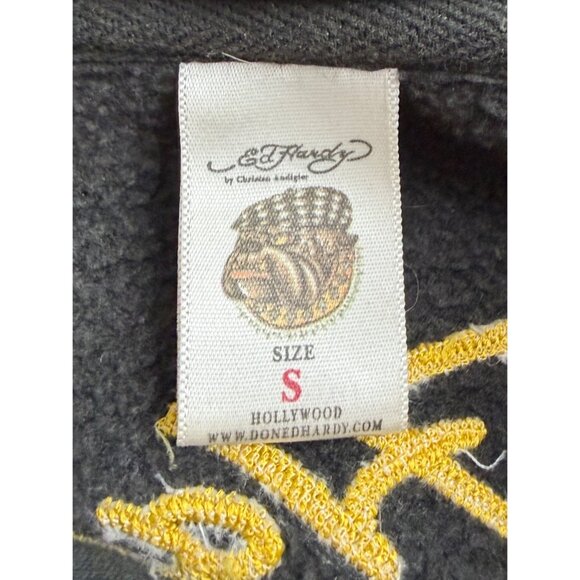 Ed Hardy
by Christian Audigier
SIZE
S
HOLLYWOOD
WWW.DONEDHARDY.COM